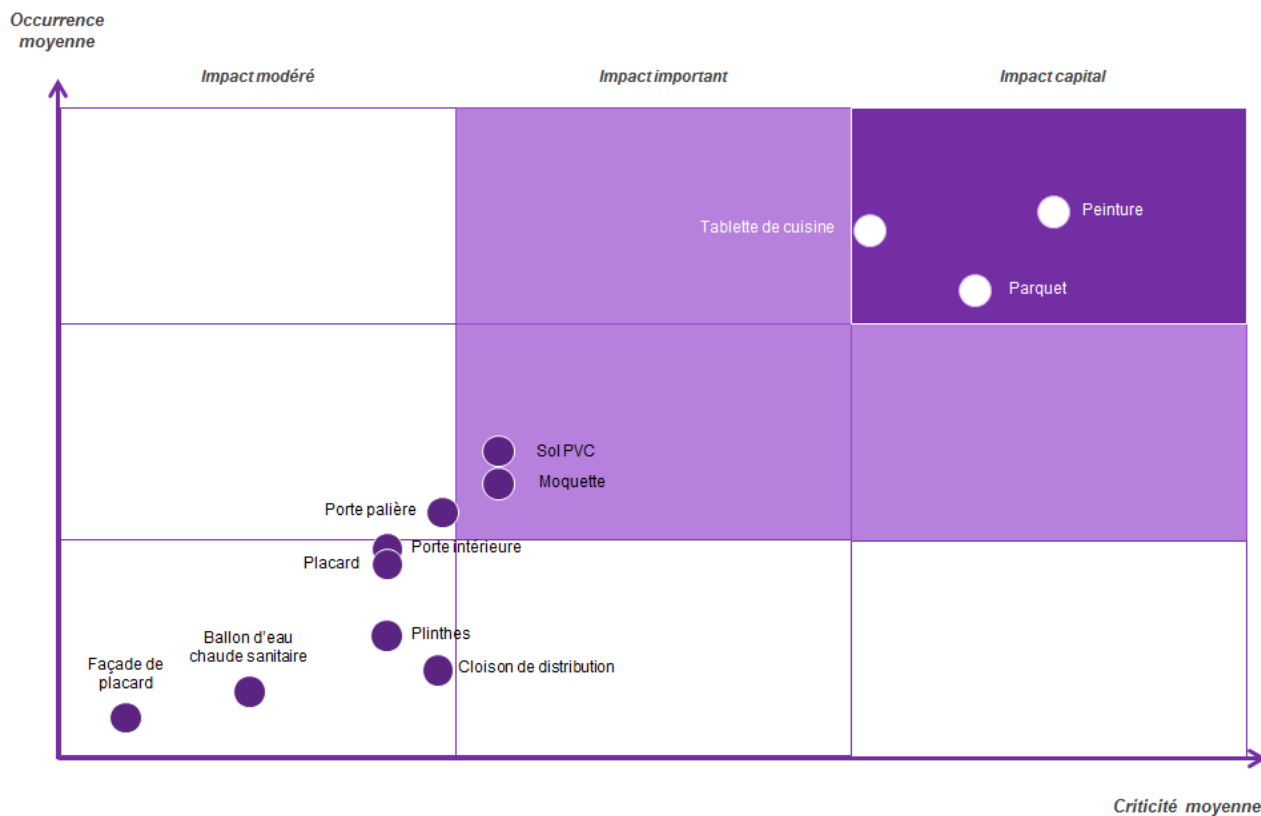 Occurrence
moyenne
Impact modéré
Impact important
Impact capital
Peinture
Tablette de cuisine
Parquet
Sol PVC
Moquette
Porte palière
Porte intérieure
Placard
Plinthes
Ballon d’eau
chaude sanitaire
Façade de
placard
Cloison de distribution
Criticité moyenne